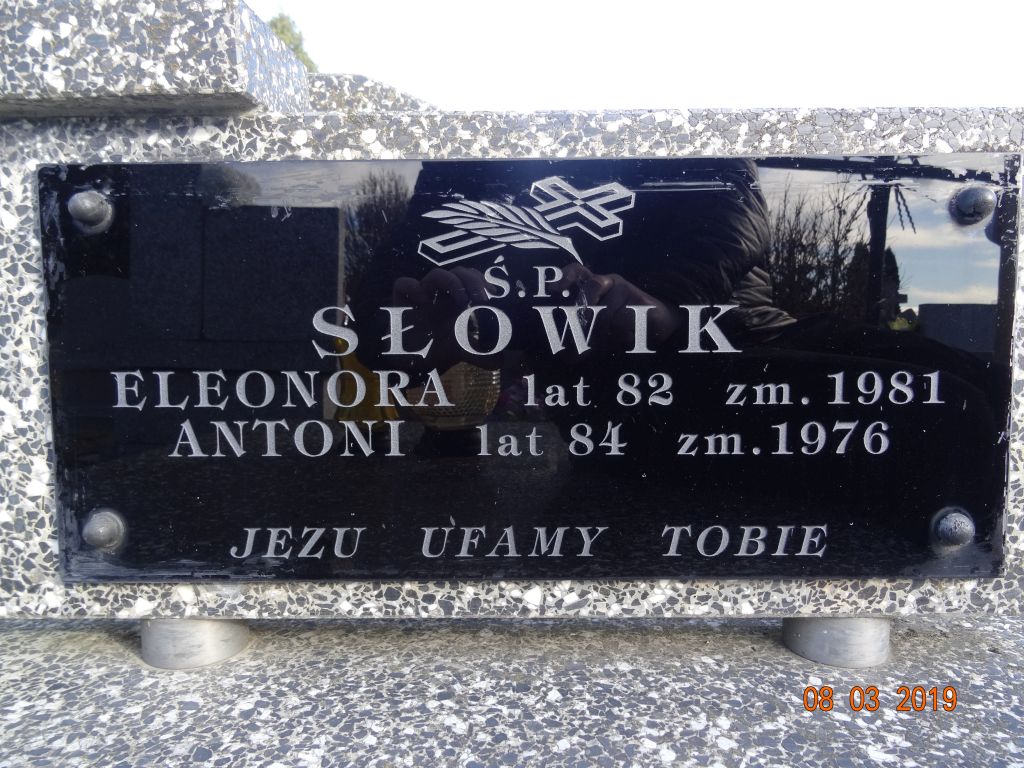 Ś.P.
SŁOWIK
ELEONORA lat 82 zm. 1981
ANTONI lat 84 zm. 1976
JEZU UFAMY TOBIE
08 03 2019